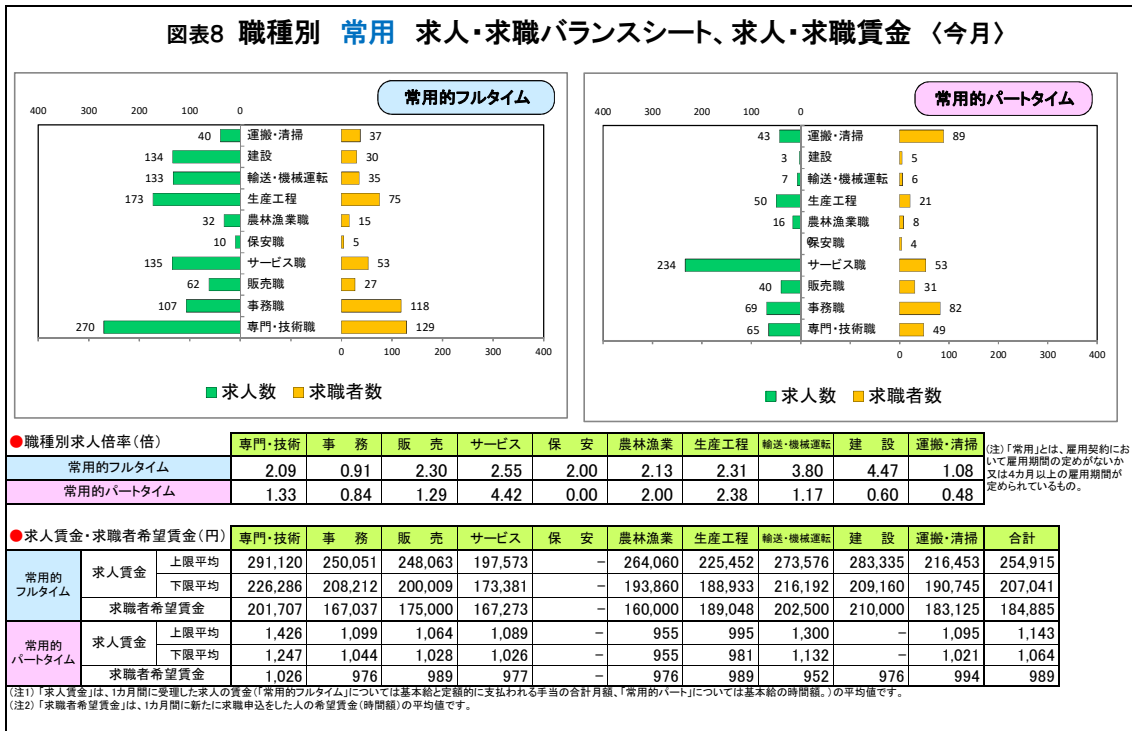 図表8 職種別 常用 求人・求職バランスシート、求人・求職賃金 〈今月〉
常用的フルタイム
400 300 200 100 0
40 運搬・清掃 37
134 建設 30
133 輸送・機械運転 35
173 生産工程 75
32 農林漁業職 15
10 保安職 5
135 サービス職 53
62 販売職 27
107 事務職 118
270 専門・技術職 129
0 100 200 300 400
求人数 求職者数
常用的パートタイム
400 300 200 100 0
43 運搬・清掃 89
3 建設 5
7 輸送・機械運転 6
50 生産工程 21
16 農林漁業職 8
0 保安職 4
234 サービス職 53
40 販売職 31
69 事務職 82
65 専門・技術職 49
0 100 200 300 400
求人数 求職者数
●職種別求人倍率(倍) 専門・技術 事務 販売 サービス 保安 農林漁業 生産工程 輸送・機械運転 建設 運搬・清掃
常用的フルタイム 2.09 0.91 2.30 2.55 2.00 2.13 2.31 3.80 4.47 1.08
常用的パートタイム 1.33 0.84 1.29 4.42 0.00 2.00 2.38 1.17 0.60 0.48
(注)「常用」とは、雇用契約にお
いて雇用期間の定めがないか
又は4カ月以上の雇用期間が
定められているもの。
●求人賃金・求職者希望賃金(円) 専門・技術 事務 販売 サービス 保安 農林漁業 生産工程 輸送・機械運転 建設 運搬・清掃 合計
常用的フルタイム 求人賃金 上限平均 291,120 250,051 248,063 197,573 － 264,060 225,452 273,576 283,335 216,453 254,915
下限平均 226,286 208,212 200,009 173,381 － 193,860 188,933 216,192 209,160 190,745 207,041
求職者希望賃金 201,707 167,037 175,000 167,273 － 160,000 189,048 202,500 210,000 183,125 184,885
常用的パートタイム 求人賃金 上限平均 1,426 1,099 1,064 1,089 － 955 995 1,300 － 1,095 1,143
下限平均 1,247 1,044 1,028 1,026 － 955 981 1,132 － 1,021 1,064
求職者希望賃金 1,026 976 989 977 － 976 989 952 976 994 989
(注1)「求人賃金」は、1カ月間に受理した求人の賃金(「常用的フルタイム」については基本給と定額的に支払われる手当の合計月額、「常用的パート」については基本給の時間額。)の平均値です。
(注2)「求職者希望賃金」は、1カ月間に新たに求職申込をした人の希望賃金(時間額)の平均値です。